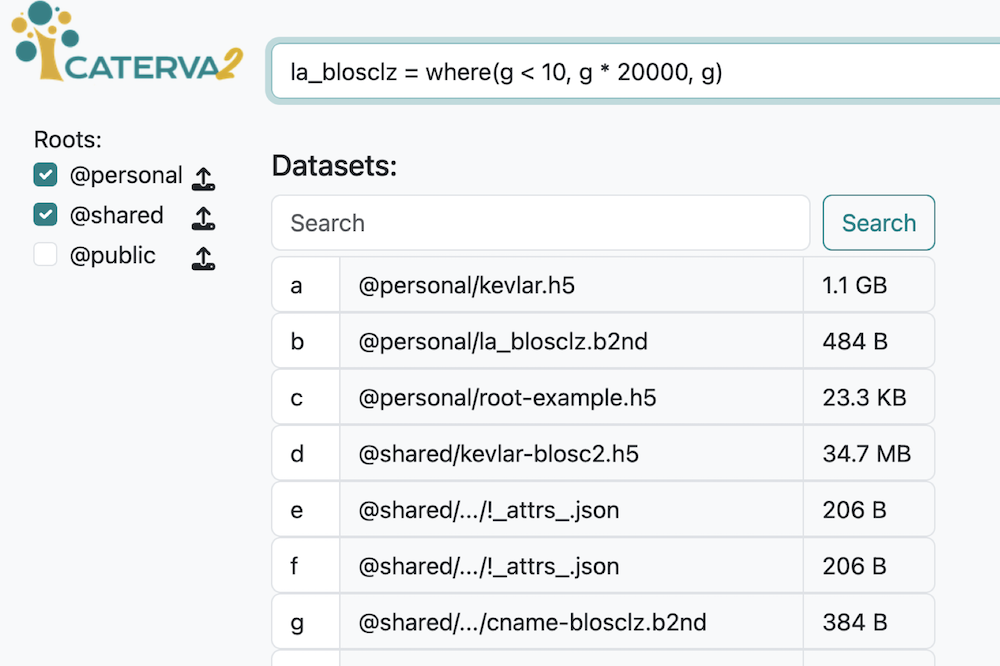 CATERVA2
la_blosclz = where(g < 10, g * 20000, g)
Roots:
@personal
@shared
@public
Datasets:
Search Search
a @personal/kevlar.h5 1.1 GB
b @personal/la_blosclz.b2nd 484 B
c @personal/root-example.h5 23.3 KB
d @shared/kevlar-blosc2.h5 34.7 MB
e @shared/.../!_attrs_.json 206 B
f @shared/.../!_attrs_.json 206 B
g @shared/.../cname-blosclz.b2nd 384 B